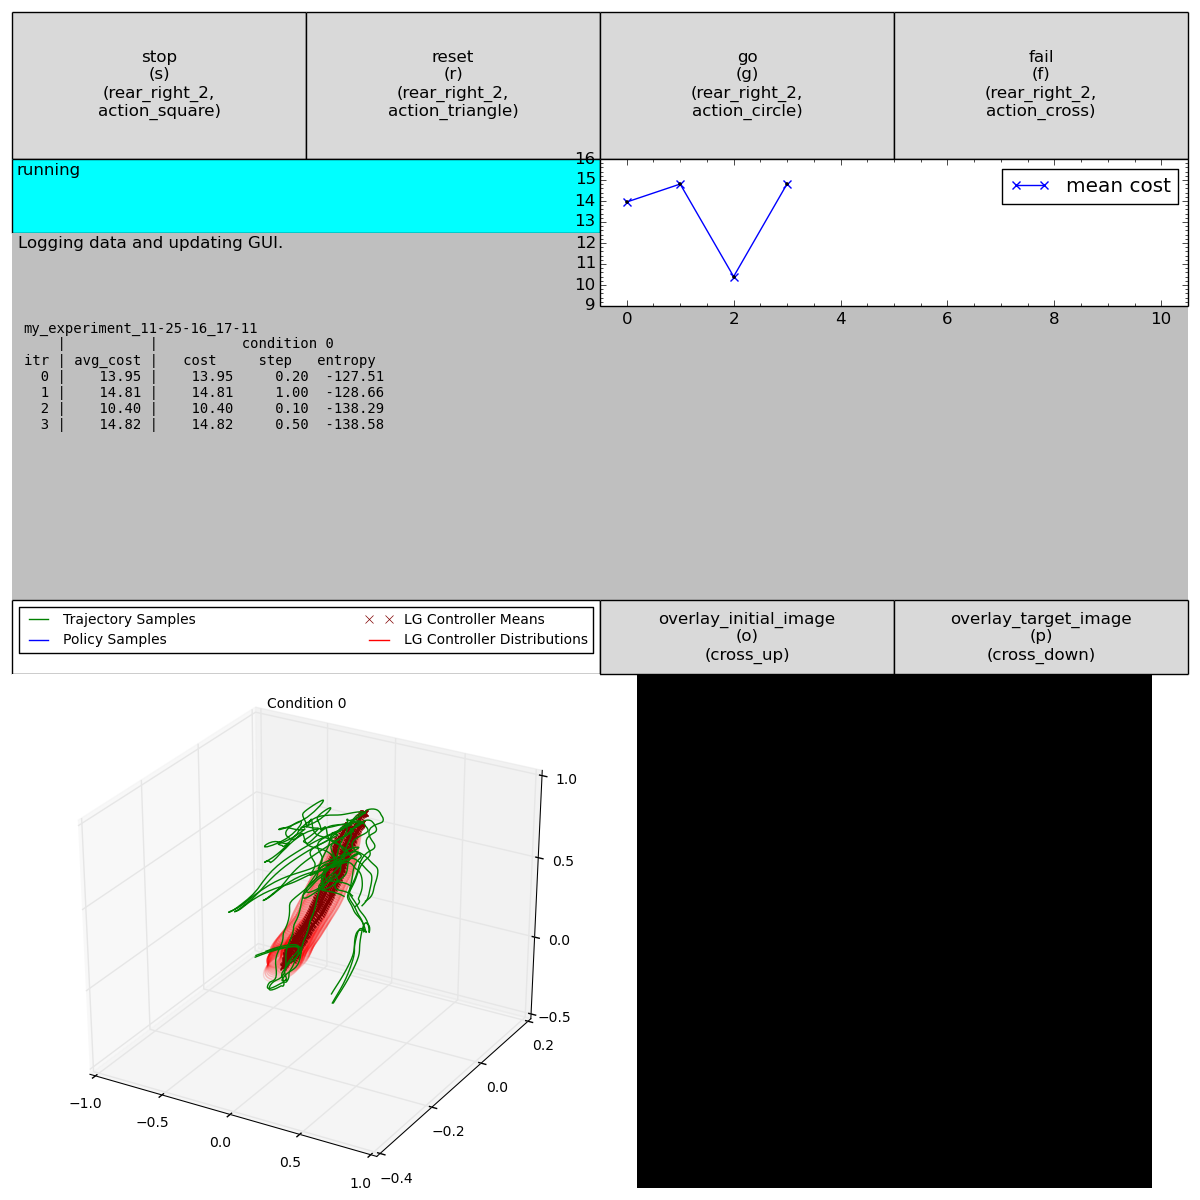 stop
(s)
(rear_right_2,
action_square)
reset
(r)
(rear_right_2,
action_triangle)
go
(g)
(rear_right_2,
action_circle)
fail
(f)
(rear_right_2,
action_cross)
running
16
15
14
13
12
11
10
9
mean cost
0 2 4 6 8 10
Logging data and updating GUI.
my_experiment_11-25-16_17-11
| | condition 0
itr | avg_cost | cost step entropy
0 | 13.95 | 13.95 0.20 -127.51
1 | 14.81 | 14.81 1.00 -128.66
2 | 10.40 | 10.40 0.10 -138.29
3 | 14.82 | 14.82 0.50 -138.58
Trajectory Samples
Policy Samples
LG Controller Means
LG Controller Distributions
overlay_initial_image
(o)
(cross_up)
overlay_target_image
(p)
(cross_down)
Condition 0
1.0
0.5
0.0
−0.5
0.2
0.0
−0.2
−0.4
−1.0
−0.5
0.0
0.5
1.0